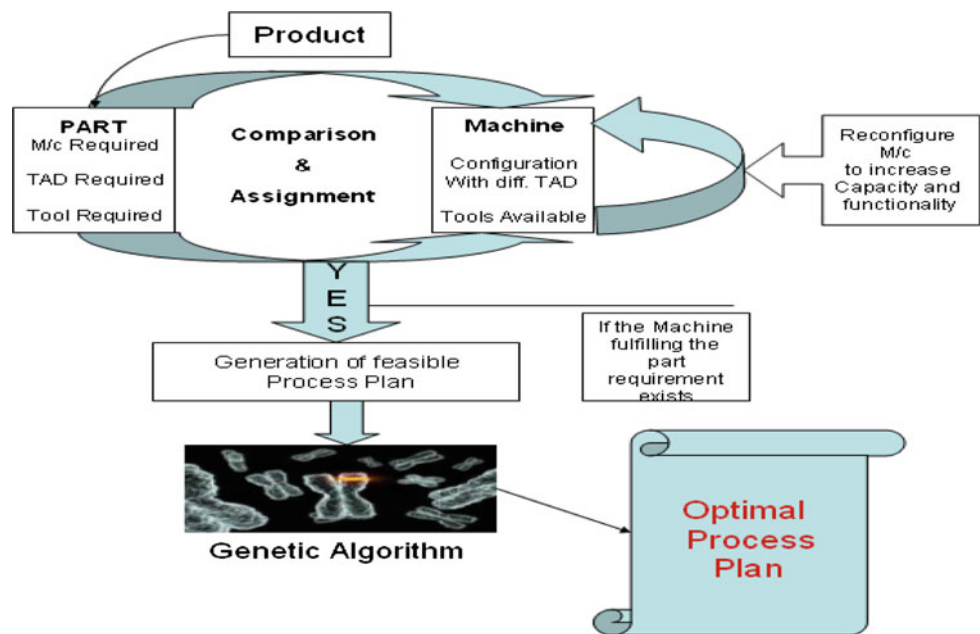 Product
PART
M/c Required
TAD Required
Tool Required
Comparison
&
Assignment
Machine
Configuration
With diff. TAD
Tools Available
Reconfigure
M/c
to increase
Capacity and
functionality
Y
E
S
If the Machine
fulfilling the
part
requirement
exists
Generation of feasible
Process Plan
Genetic Algorithm
Optimal
Process
Plan